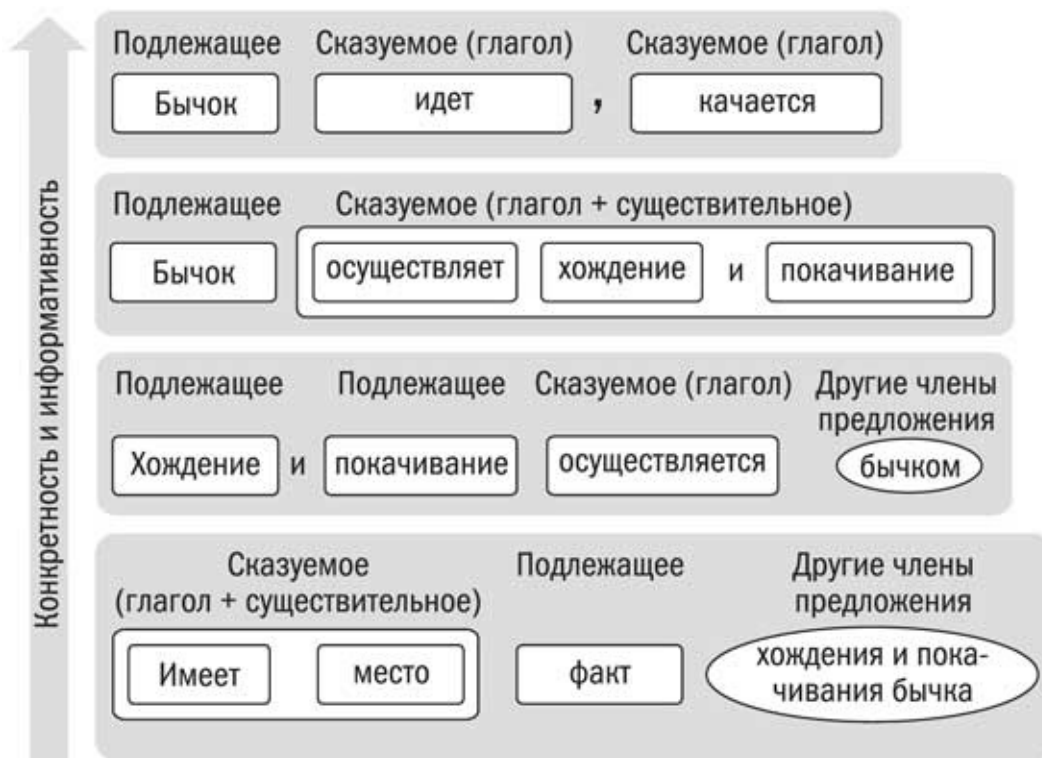 Конкретность и информативность
Подлежащее Сказуемое (глагол) Сказуемое (глагол)
Бычок идет , качается
Подлежащее Сказуемое (глагол + существительное)
Бычок осуществляет хождение и покачивание
Подлежащее Подлежащее Сказуемое (глагол) Другие члены
предложения
Хождение и покачивание осуществляется бычком
Сказуемое Подлежащее Другие члены
(глагол + существительное) предложения
Имеет место факт хождения и пока-
чивания бычка